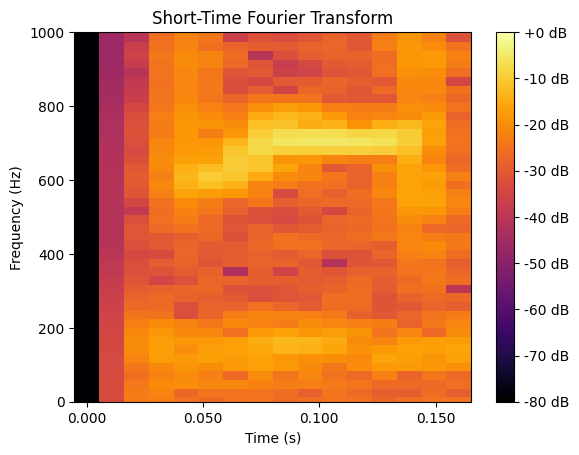 Short-Time Fourier Transform
Frequency (Hz)
1000
800
600
400
200
0
0.000
0.050
0.100
0.150
Time (s)
+0 dB
-10 dB
-20 dB
-30 dB
-40 dB
-50 dB
-60 dB
-70 dB
-80 dB